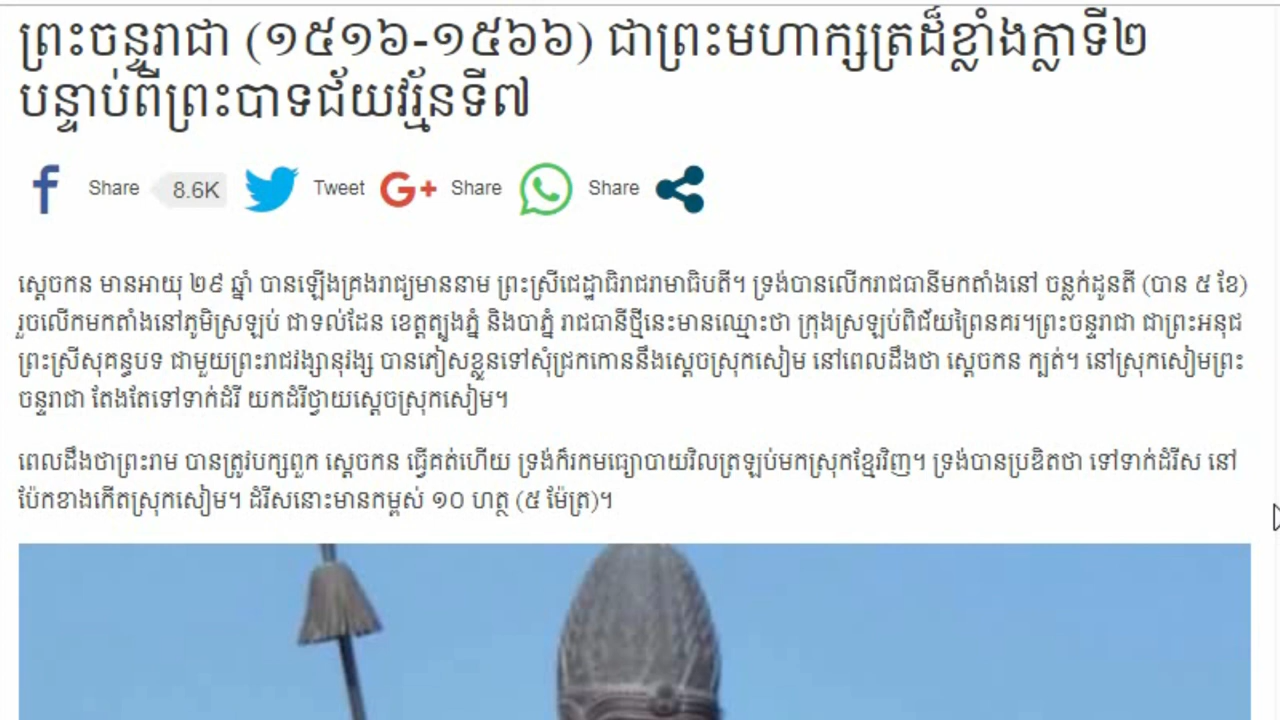 ព្រះចន្ទរាជា (១៥១៦-១៥៦៦) ជាព្រះមហាក្សត្រដ៏ខ្លាំងក្លាទី២
បន្ទាប់ពីព្រះបាទជ័យវរ្ម័នទី៧
Share 8.6K Tweet G+ Share Share
ស្តេចកន មានអាយុ ២៩ ឆ្នាំ បានឡើងគ្រងរាជ្យមាននាម ព្រះស្រីជេដ្ឋាធិរាជរាមាធិបតី។ ទ្រង់បានលើករាជធានីមកតាំងនៅ ចន្លក់ដូនតី (បាន ៥ ខែ)
រួចលើកមកតាំងនៅភូមិស្រឡប់ ជាទល់ដែន ខេត្តត្បូងភ្នំ និងបាភ្នំ រាជធានីថ្មីនេះមានឈ្មោះថា ក្រុងស្រឡប់ពិជ័យព្រៃនគរ។ព្រះចន្ទរាជា ជាព្រះអនុជ
ព្រះស្រីសុគន្ធបទ ជាមួយព្រះរាជវង្សានុវង្ស បានភៀសខ្លួនទៅសុំជ្រកកោននឹងស្តេចស្រុកសៀម នៅពេលដឹងថា ស្តេចកន ក្បត់។ នៅស្រុកសៀមព្រះ
ចន្ទរាជា តែងតែទៅទាក់ដំរី យកដំរីថ្វាយស្តេចស្រុកសៀម។
ពេលដឹងថាព្រះរាម បានត្រូវបក្សពួក ស្តេចកន ធ្វើគត់ហើយ ទ្រង់ក៏រកមធ្យោបាយវិលត្រឡប់មកស្រុកខ្មែរវិញ។ ទ្រង់បានប្រឌិតថា ទៅទាក់ដំរីស នៅ
ប៉ែកខាងកើតស្រុកសៀម។ ដំរីសនោះមានកម្ពស់ ១០ ហត្ថ (៥ ម៉ែត្រ)។